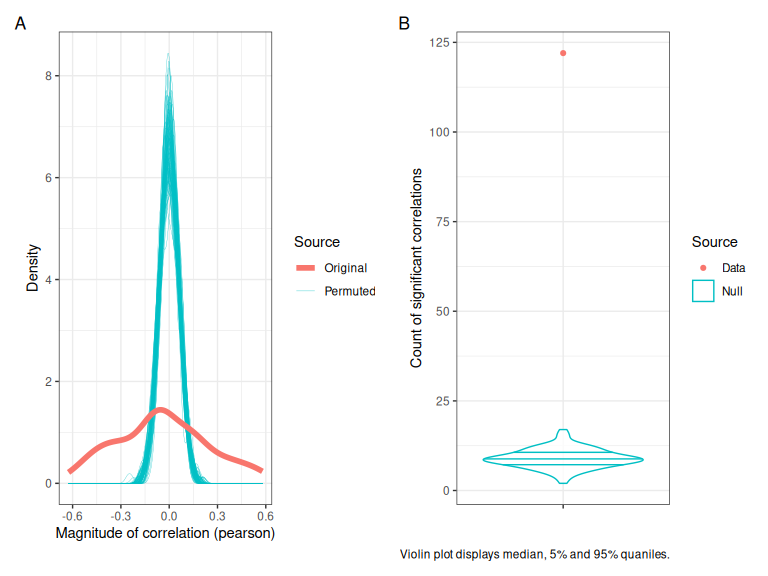 A
Density
8
6
4
2
0
-0.6 -0.3 0.0 0.3 0.6
Magnitude of correlation (pearson)
Source
Original
Permuted
B
Count of significant correlations
125
100
75
50
25
0
Source
Data
Null
Violin plot displays median, 5% and 95% quaniles.